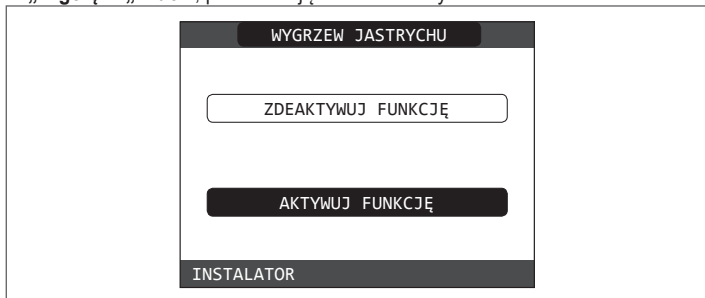 WYGRZEW JASTRYCHU
ZDEAKTYWUJ FUNKCJĘ
AKTYWUJ FUNKCJĘ
INSTALATOR